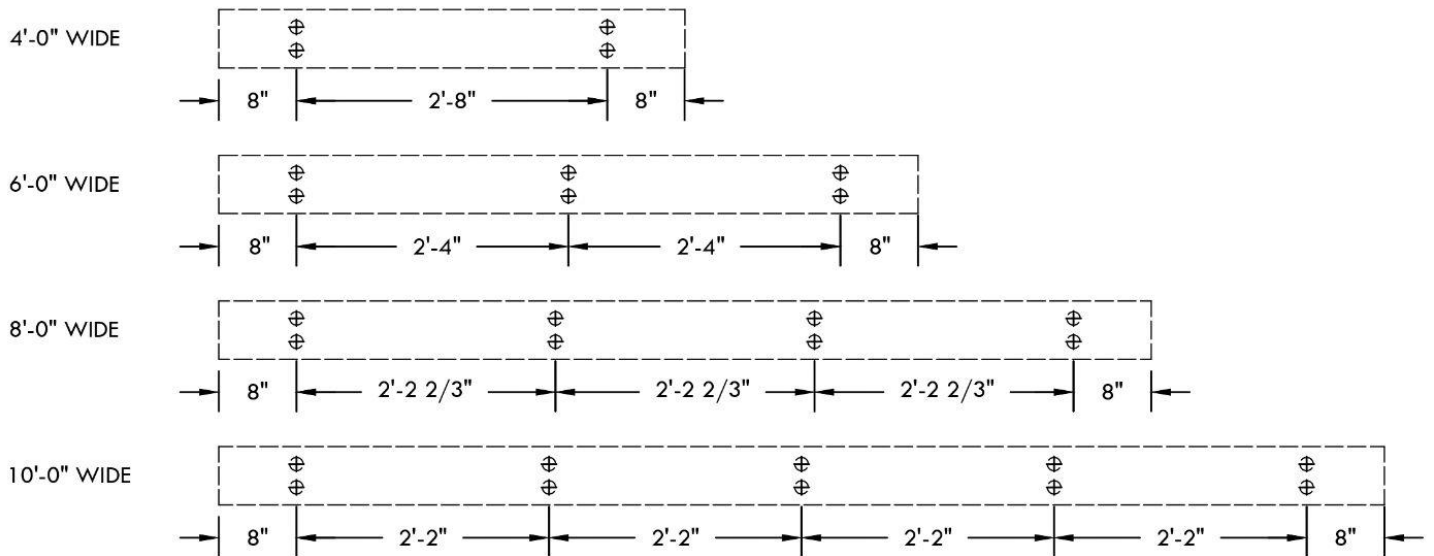 4'-0" WIDE
8" 2'-8" 8"
6'-0" WIDE
8" 2'-4" 2'-4" 8"
8'-0" WIDE
8" 2'-2 2/3" 2'-2 2/3" 2'-2 2/3" 8"
10'-0" WIDE
8" 2'-2" 2'-2" 2'-2" 2'-2" 8"